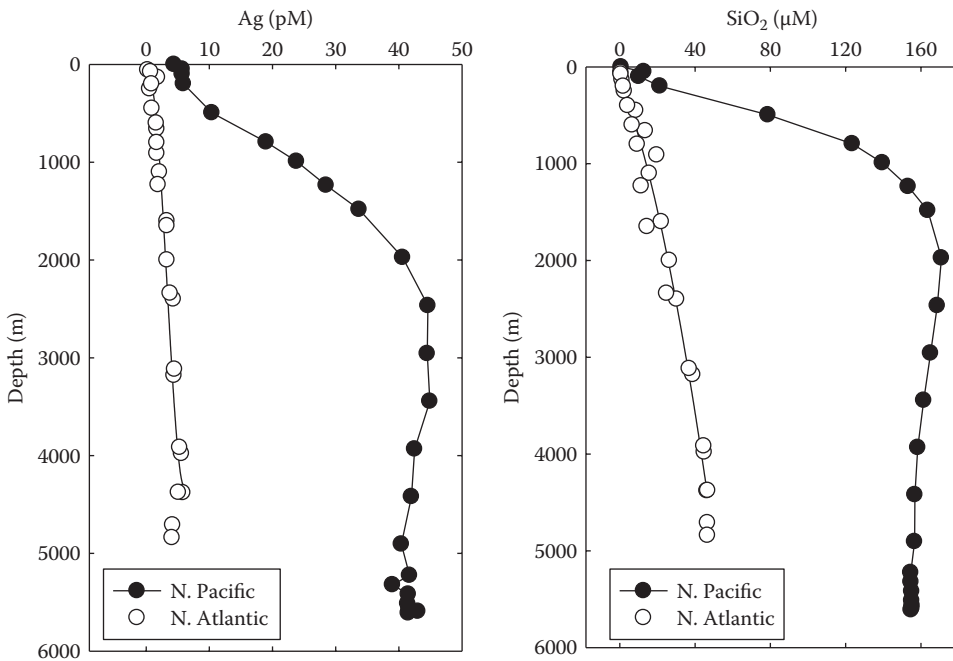 Ag (pM)
0 10 20 30 40 50
0
1000
2000
3000
4000
5000
6000
Depth (m)
N. Pacific
N. Atlantic
SiO₂ (µM)
0 40 80 120 160
0
1000
2000
3000
4000
5000
6000
Depth (m)
N. Pacific
N. Atlantic